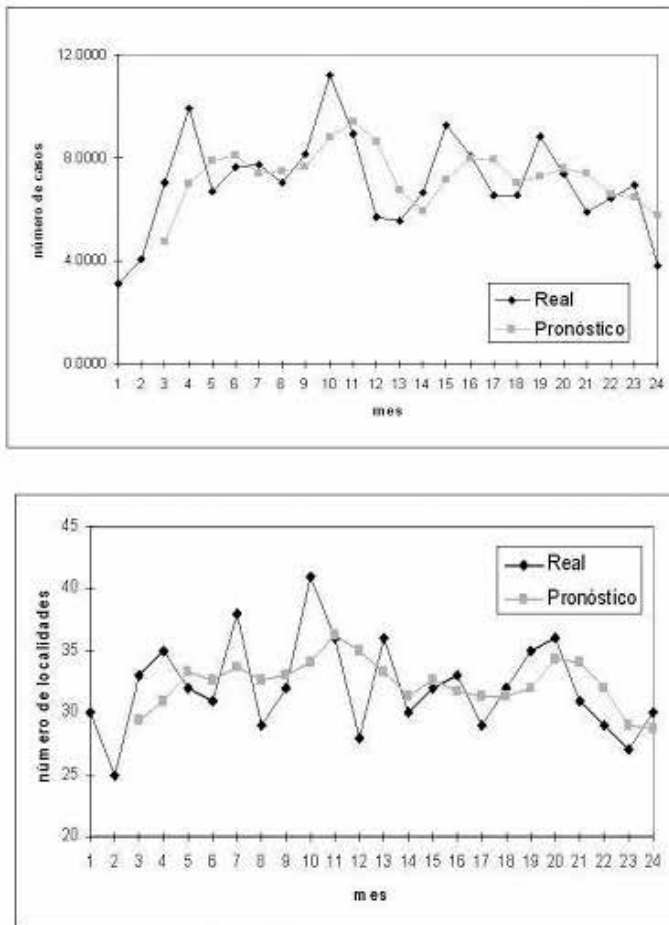 12.0000
8.0000
4.0000
0.0000
número de casos
Real
Pronóstico
1 2 3 4 5 6 7 8 9 10 11 12 13 14 15 16 17 18 19 20 21 22 23 24
mes
45
40
35
30
25
20
número de localidades
Real
Pronóstico
1 2 3 4 5 6 7 8 9 10 11 12 13 14 15 16 17 18 19 20 21 22 23 24
mes